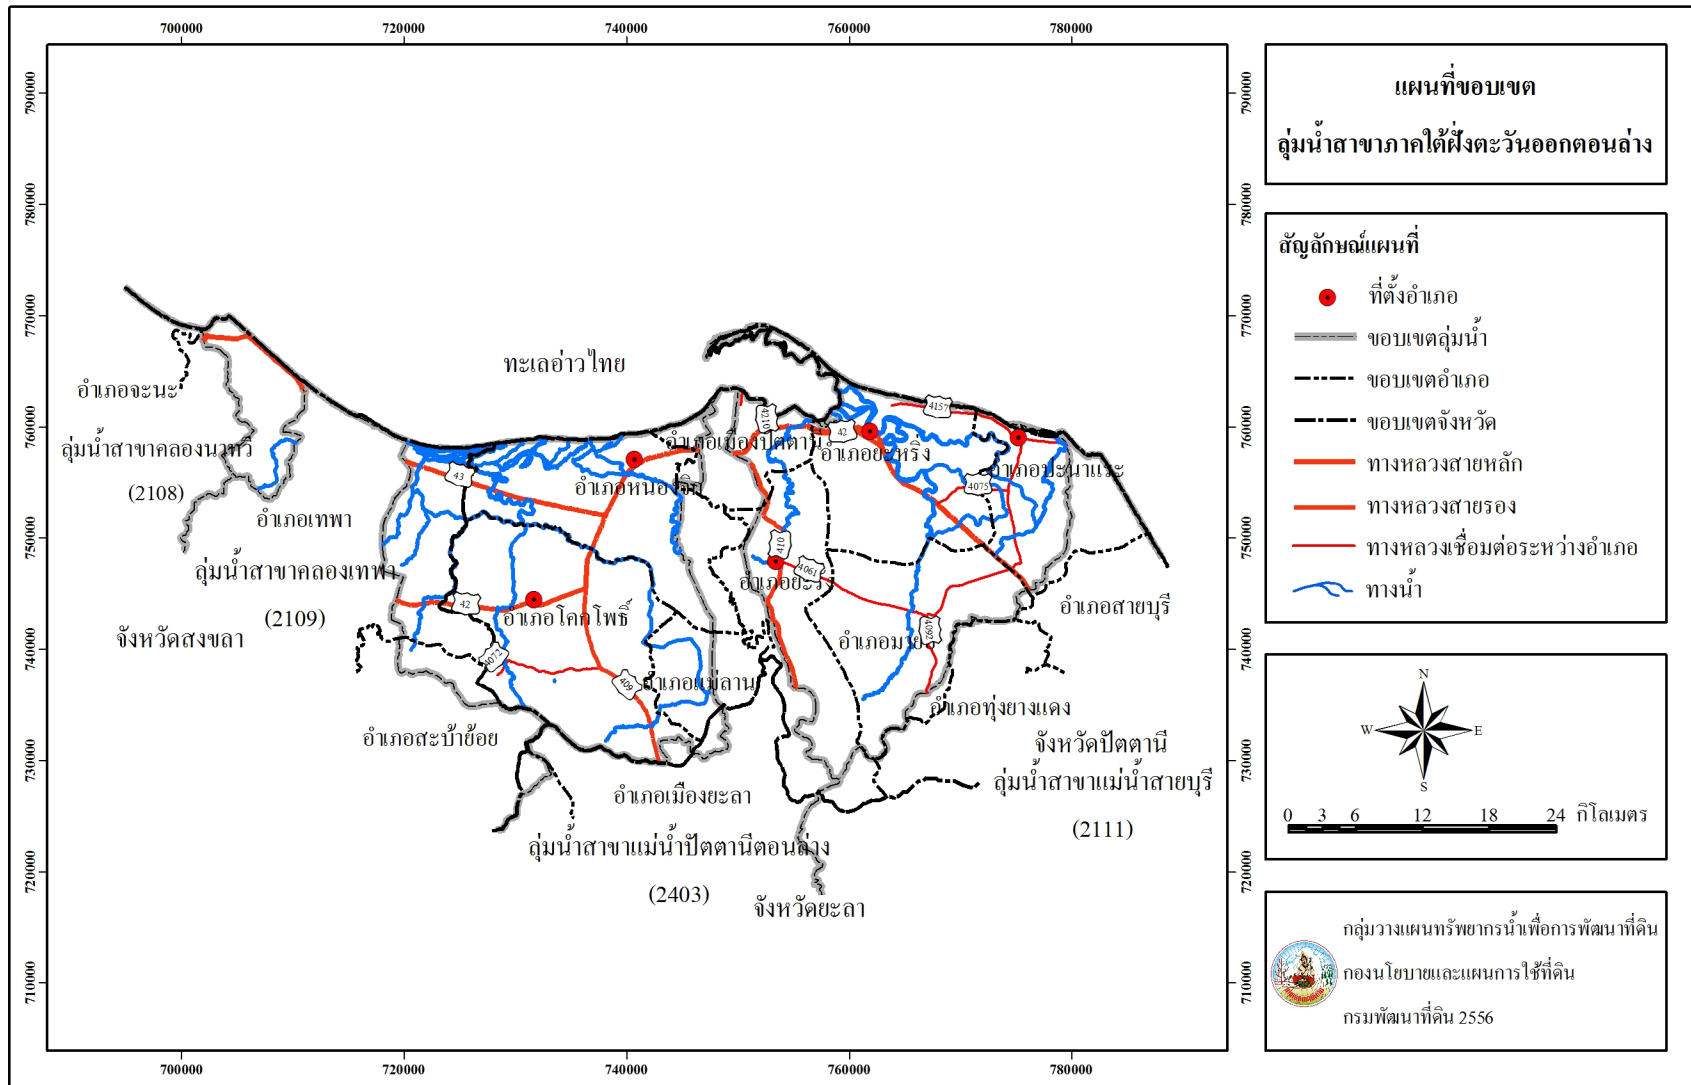 700000
720000
740000
760000
780000
790000
780000
770000
760000
750000
740000
730000
720000
710000
790000
780000
770000
760000
750000
740000
730000
720000
710000
700000
720000
740000
760000
780000
ทะเลอ่าวไทย
อำเภอจะนะ
ลุ่มน้ำสาขาคลองนาทวี
(2108)
อำเภอเทพา
ลุ่มน้ำสาขาคลองเทพา
(2109)
จังหวัดสงขลา
อำเภอเมืองปัตตานี
อำเภอยะหริ่ง
อำเภอปะนาแระ
อำเภอหนองจิก
อำเภอยะรัง
อำเภอโคกโพธิ์
อำเภอมายอ
อำเภอสายบุรี
อำเภอแม่ลาน
อำเภอทุ่งยางแดง
อำเภอสะบ้าย้อย
จังหวัดปัตตานี
ลุ่มน้ำสาขาแม่น้ำสายบุรี
(2111)
อำเภอเมืองยะลา
ลุ่มน้ำสาขาแม่น้ำปัตตานีตอนล่าง
(2403)
จังหวัดยะลา
43
42
4072
409
4210
42
4157
4075
410
4061
4092
แผนที่ขอบเขต
ลุ่มน้ำสาขาภาคใต้ฝั่งตะวันออกตอนล่าง
สัญลักษณ์แผนที่
ที่ตั้งอำเภอ
ขอบเขตลุ่มน้ำ
ขอบเขตอำเภอ
ขอบเขตจังหวัด
ทางหลวงสายหลัก
ทางหลวงสายรอง
ทางหลวงเชื่อมต่อระหว่างอำเภอ
ทางน้ำ
N
W E
S
0 3 6 12 18 24 กิโลเมตร
กลุ่มวางแผนทรัพยากรน้ำเพื่อการพัฒนาที่ดิน
กองนโยบายและแผนการใช้ที่ดิน
กรมพัฒนาที่ดิน 2556